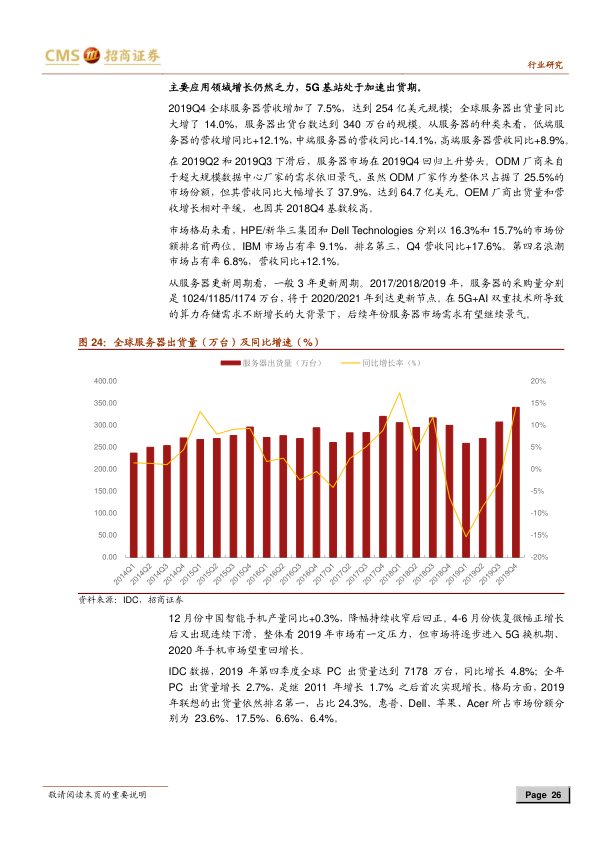 CMS 招商证券
行业研究
主要应用领域增长仍然乏力，5G基站处于加速出货期。
2019Q4 全球服务器营收增加了 7.5%，达到 254 亿美元规模；全球服务器出货量同比
大增了 14.0%，服务器出货台数达到 340 万台的规模。从服务器的种类来看，低端服
务器的营收增同比+12.1%，中端服务器的营收同比-14.1%，高端服务器营收同比+8.9%。
在 2019Q2 和 2019Q3 下滑后，服务器市场在 2019Q4 回归上升势头。ODM 厂商来自
于超大规模数据中心厂家的需求依旧景气，虽然 ODM 厂家作为整体只占据了 25.5%的
市场份额，但其营收同比大幅增长了 37.9%，达到 64.7 亿美元。OEM 厂商出货量和营
收增长相对平缓，也因其 2018Q4 基数较高。
市场格局来看，HPE/新华三集团和 Dell Technologies 分别以 16.3%和 15.7%的市场份
额排名前两位。IBM 市场占有率 9.1%，排名第三，Q4 营收同比+17.6%。第四名浪潮
市场占有率 6.8%，营收同比+12.1%。
从服务器更新周期看，一般 3 年更新周期。2017/2018/2019 年，服务器的采购量分别
是 1024/1185/1174 万台，将于 2020/2021 年到达更新节点。在 5G+AI 双重技术所导致
的算力存储需求不断增长的大背景下，后续年份服务器市场需求有望继续景气。
图 24：全球服务器出货量（万台）及同比增速（%）
服务器出货量（万台） 同比增长率（%）
400.00 20%
350.00 15%
300.00 10%
250.00 5%
200.00 0%
150.00 -5%
100.00 -10%
50.00 -15%
0.00 -20%
2014Q1 2014Q2 2014Q3 2014Q4 2015Q1 2015Q2 2015Q3 2015Q4 2016Q1 2016Q2 2016Q3 2016Q4 2017Q1 2017Q2 2017Q3 2017Q4 2018Q1 2018Q2 2018Q3 2018Q4 2019Q1 2019Q2 2019Q3 2019Q4
资料来源：IDC，招商证券
12 月份中国智能手机产量同比+0.3%，降幅持续收窄后回正。4-6 月份恢复微幅正增长
后又出现连续下滑，整体看 2019 年市场有一定压力，但市场将逐步进入 5G 换机期、
2020 年手机市场望重回增长。
IDC 数据，2019 年第四季度全球 PC 出货量达到 7178 万台，同比增长 4.8%；全年
PC 出货量增长 2.7%，是继 2011 年增长 1.7% 之后首次实现增长。格局方面，2019
年联想的出货量依然排名第一，占比 24.3%。惠普、Dell、苹果、Acer 所占市场份额分
别为 23.6%、17.5%、6.6%、6.4%。
敬请阅读末页的重要说明
Page 26